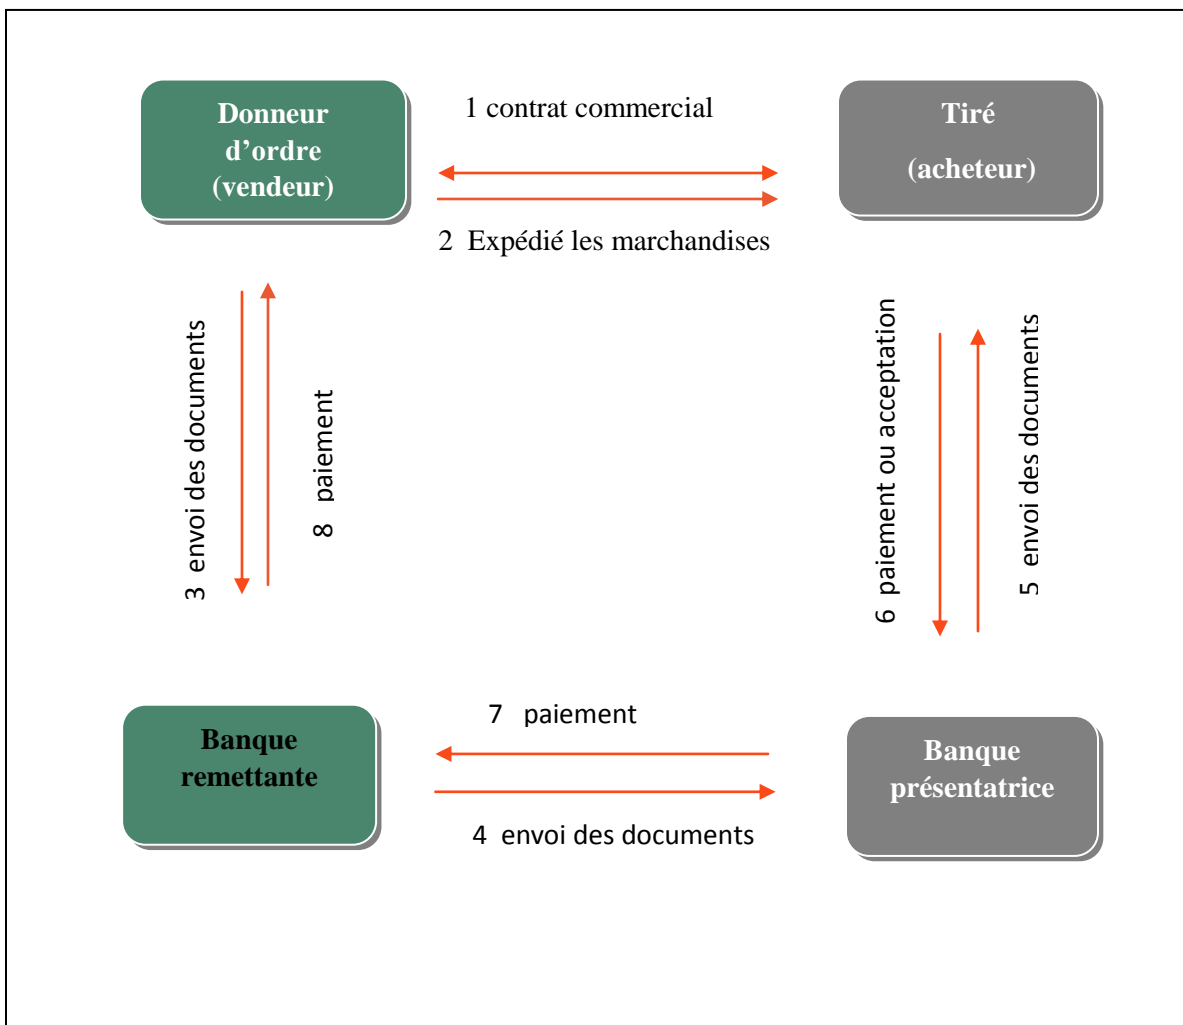 Donneur
d’ordre
(vendeur)
1 contrat commercial
Tiré
(acheteur)
2 Expédié les marchandises
3 envoi des documents
8 paiement
6 paiement ou acceptation
5 envoi des documents
Banque
remettante
7 paiement
Banque
présentatrice
4 envoi des documents